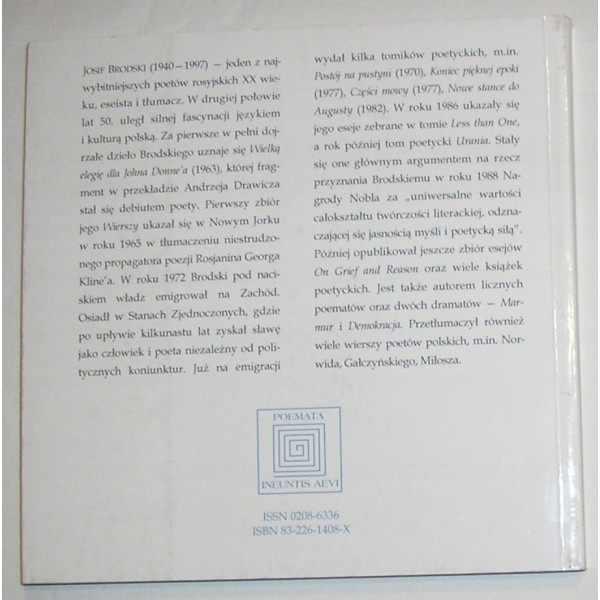 JOSIF BRODSKI (1940–1997) – jeden z naj-
wybitniejszych poetów rosyjskich XX wie-
ku, eseista i tłumacz. W drugiej połowie
lat 50. uległ silnej fascynacji językiem
i kulturą polską. Za pierwsze w pełni doj-
rzałe dzieło Brodskiego uznaje się Wielką
elegię dla Johna Donne'a (1963), której frag-
ment w przekładzie Andrzeja Drawicza
stał się debiutem poety. Pierwszy zbiór
jego Wierszy ukazał się w Nowym Jorku
w roku 1965 w tłumaczeniu niestrudzo-
nego propagatora poezji Rosjanina Georga
Kline'a. W roku 1972 Brodski pod naci-
skiem władz emigrował na Zachód.
Osiadł w Stanach Zjednoczonych, gdzie
po upływie kilkunastu lat zyskał sławę
jako człowiek i poeta niezależny od poli-
tycznych koniunktur. Już na emigracji
wydał kilka tomików poetyckich, m.in.
Postój na pustyni (1970), Koniec pięknej epoki
(1977), Części mowy (1977), Nowe stance do
Augusty (1982). W roku 1986 ukazały się
jego eseje zebrane w tomie Less than One,
a rok później tom poetycki Urania. Stały
się one głównym argumentem na rzecz
przyznania Brodskiemu w roku 1988 Na-
grody Nobla za „uniwersalne wartości
całokształtu twórczości literackiej, odzna-
czającej się jasnością myśli i poetycką siłą".
Później opublikował jeszcze zbiór esejów
On Grief and Reason oraz wiele książek
poetyckich. Jest także autorem licznych
poematów oraz dwóch dramatów – Mar-
mur i Demokracja. Przetłumaczył również
wiele wierszy poetów polskich, m.in. Nor-
wida, Gałczyńskiego, Miłosza.
POEMATA
INEUNTIS AEVI
ISSN 0208-6336
ISBN 83-226-1408-X